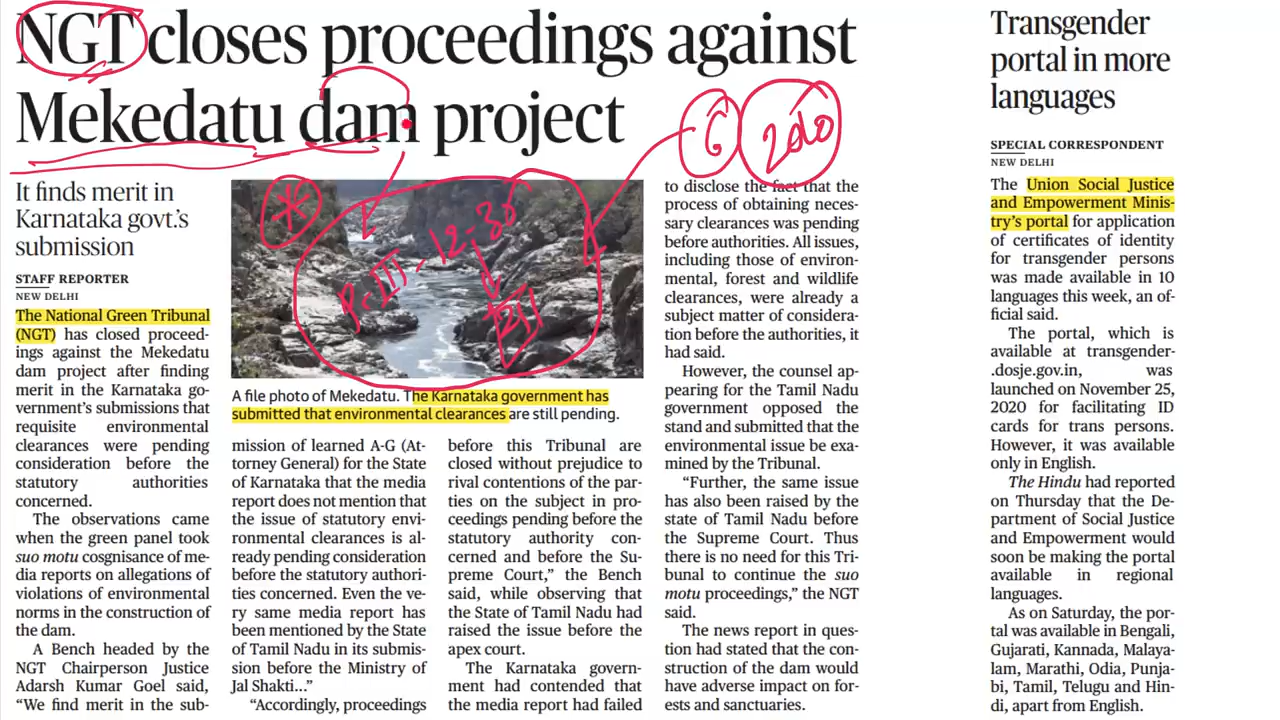 NGT closes proceedings against
Mekedatu dam project
It finds merit in
Karnataka govt.'s
submission
STAFF REPORTER
NEW DELHI
The National Green Tribunal
(NGT) has closed proceed-
ings against the Mekedatu
dam project after finding
merit in the Karnataka go-
vernment's submissions that
requisite environmental
clearances were pending
consideration before the
statutory authorities
concerned.
The observations came
when the green panel took
suo motu cosgnisance of me-
dia reports on allegations of
violations of environmental
norms in the construction of
the dam.
A Bench headed by the
NGT Chairperson Justice
Adarsh Kumar Goel said,
"We find merit in the sub-
A file photo of Mekedatu. The Karnataka government has
submitted that environmental clearances are still pending.
mission of learned A-G (At-
torney General) for the State
of Karnataka that the media
report does not mention that
the issue of statutory envi-
ronmental clearances is al-
ready pending consideration
before the statutory authori-
ties concerned. Even the ve-
ry same media report has
been mentioned by the State
of Tamil Nadu in its submis-
sion before the Ministry of
Jal Shakti..."
"Accordingly, proceedings
before this Tribunal are
closed without prejudice to
rival contentions of the par-
ties on the subject in pro-
ceedings pending before the
statutory authority con-
cerned and before the Su-
preme Court," the Bench
said, while observing that
the State of Tamil Nadu had
raised the issue before the
apex court.
The Karnataka govern-
ment had contended that
the media report had failed
to disclose the fact that the
process of obtaining neces-
sary clearances was pending
before authorities. All issues,
including those of environ-
mental, forest and wildlife
clearances, were already a
subject matter of considera-
tion before the authorities, it
had said.
However, the counsel ap-
pearing for the Tamil Nadu
government opposed the
stand and submitted that the
environmental issue be exa-
mined by the Tribunal.
"Further, the same issue
has also been raised by the
state of Tamil Nadu before
the Supreme Court. Thus
there is no need for this Tri-
bunal to continue the suo
motu proceedings," the NGT
said.
The news report in ques-
tion had stated that the con-
struction of the dam would
have adverse impact on for-
ests and sanctuaries.
Transgender
portal in more
languages
SPECIAL CORRESPONDENT
NEW DELHI
The Union Social Justice
and Empowerment Minis-
try's portal for application
of certificates of identity
for transgender persons
was made available in 10
languages this week, an of-
ficial said.
The portal, which is
available at transgender-
.dosje.gov.in, was
launched on November 25,
2020 for facilitating ID
cards for trans persons.
However, it was available
only in English.
The Hindu had reported
on Thursday that the De-
partment of Social Justice
and Empowerment would
soon be making the portal
available in regional
languages.
As on Saturday, the por-
tal was available in Bengali,
Gujarati, Kannada, Malaya-
lam, Marathi, Odia, Punja-
bi, Tamil, Telugu and Hin-
di, apart from English.